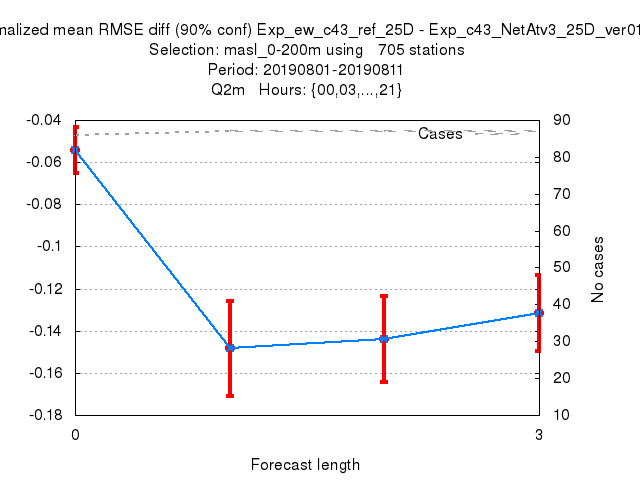 malized mean RMSE diff (90% conf) Exp_ew_c43_ref_25D - Exp_c43_NetAtv3_25D_ver01
Selection: masl_0-200m using 705 stations
Period: 20190801-20190811
Q2m Hours: {00,03,...,21}
-0.04
-0.06
-0.08
-0.1
-0.12
-0.14
-0.16
-0.18
Cases
90
80
70
60
50
40
30
20
10
No cases
0
3
Forecast length